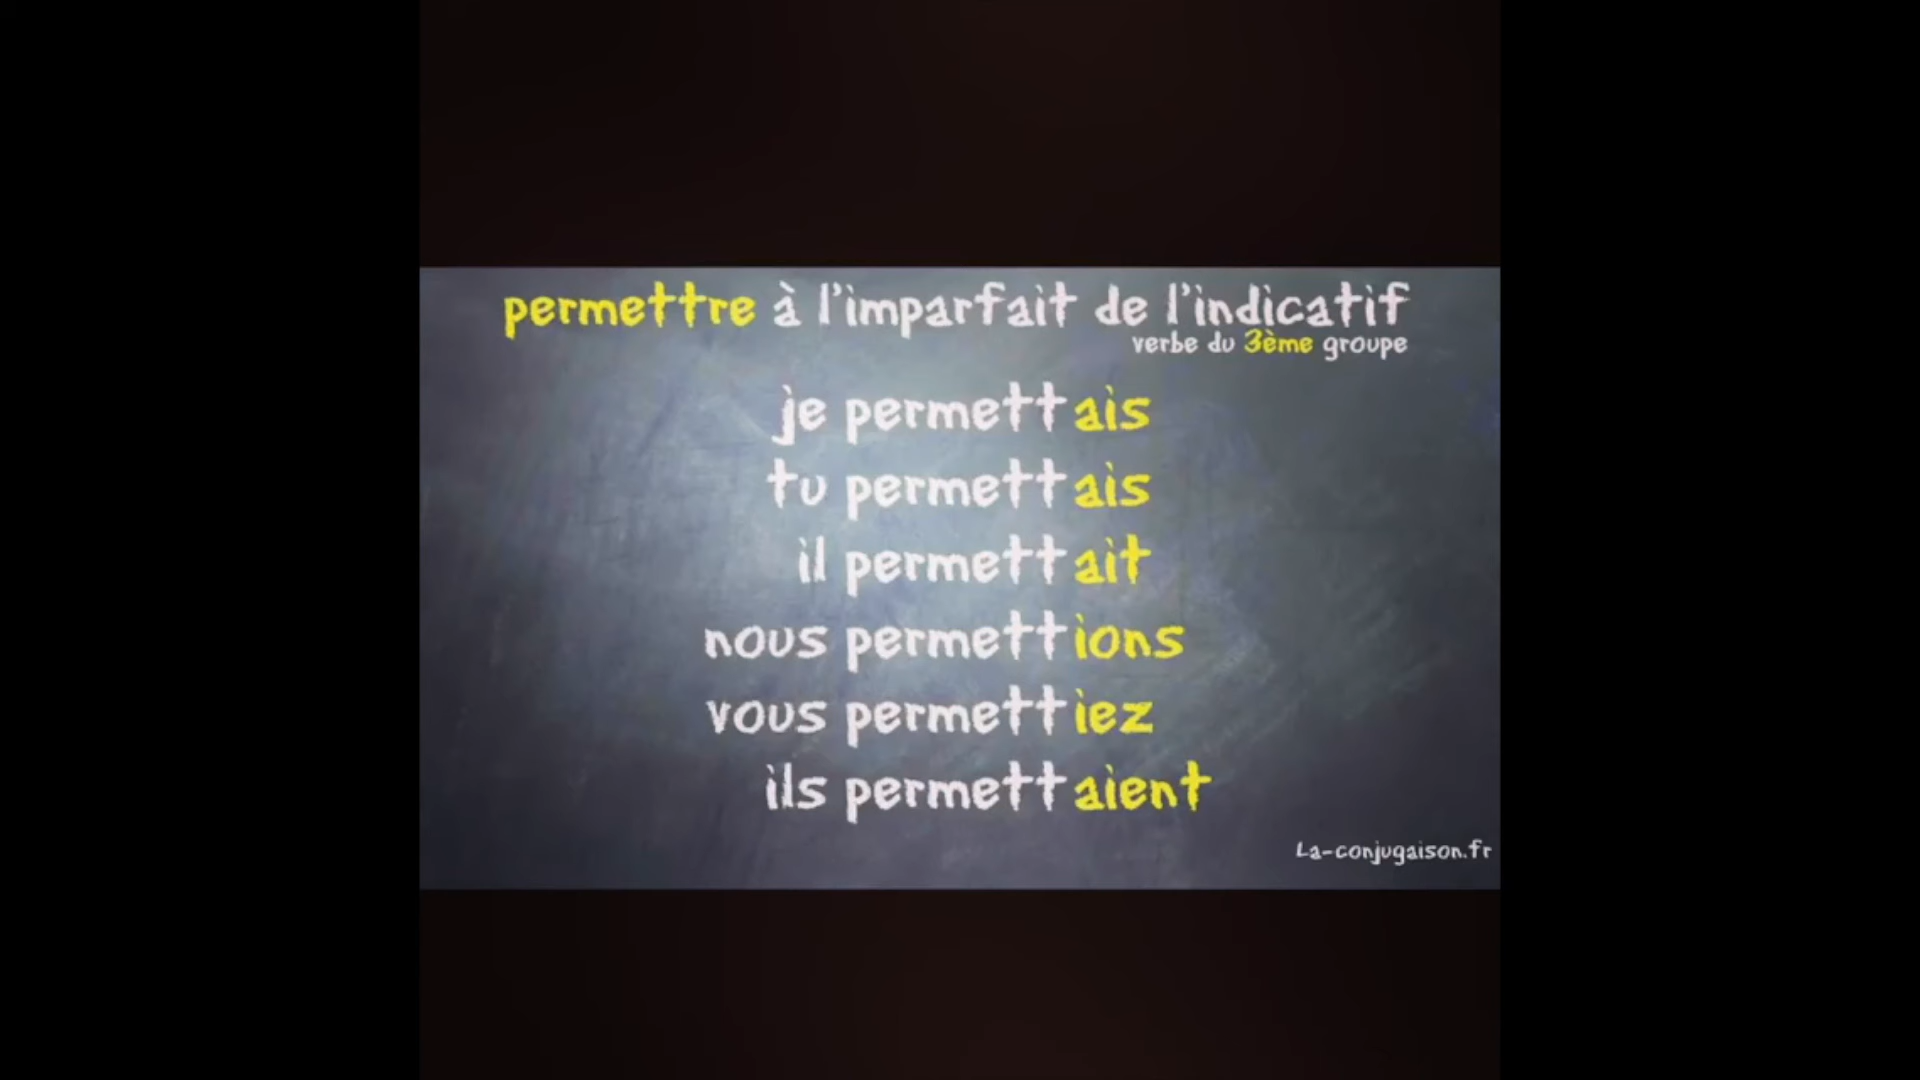 permettre à l'imparfait de l'indicatif
verbe du 3ème groupe
je permettais
tu permettais
il permettait
nous permettions
vous permettiez
ils permettaient
La-conjugaison.fr